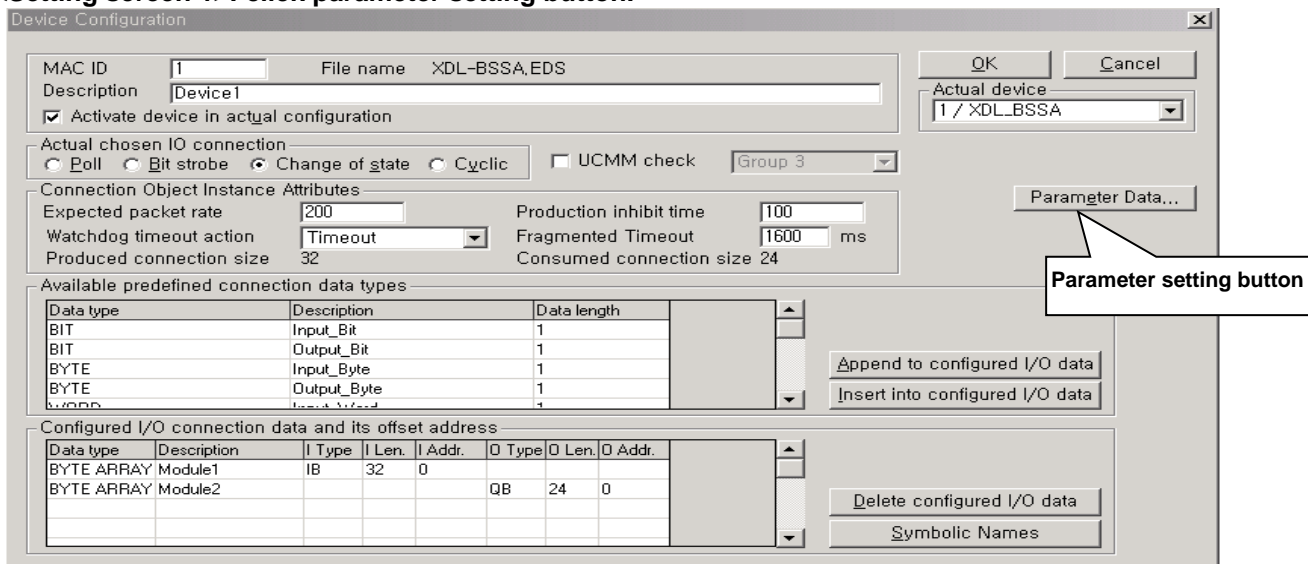 Device Configuration
MAC ID 1 File name XDL-BSSA.EDS
Description Device1
Activate device in actual configuration
OK Cancel
Actual device
1 / XDL_BSSA
Actual chosen IO connection
Poll Bit strobe Change of state Cyclic UCMM check Group 3
Connection Object Instance Attributes
Expected packet rate 200 Production inhibit time 100
Watchdog timeout action Timeout Fragmented Timeout 1600 ms
Produced connection size 32 Consumed connection size 24
Parameter Data...
Parameter setting button
Available predefined connection data types
Data type Description Data length
BIT Input_Bit 1
BIT Output_Bit 1
BYTE Input_Byte 1
BYTE Output_Byte 1
Append to configured I/O data
Insert into configured I/O data
Configured I/O connection data and its offset address
Data type Description I Type I Len. I Addr. O Type O Len. O Addr.
BYTE ARRAY Module1 IB 32 0
BYTE ARRAY Module2 QB 24 0
Delete configured I/O data
Symbolic Names